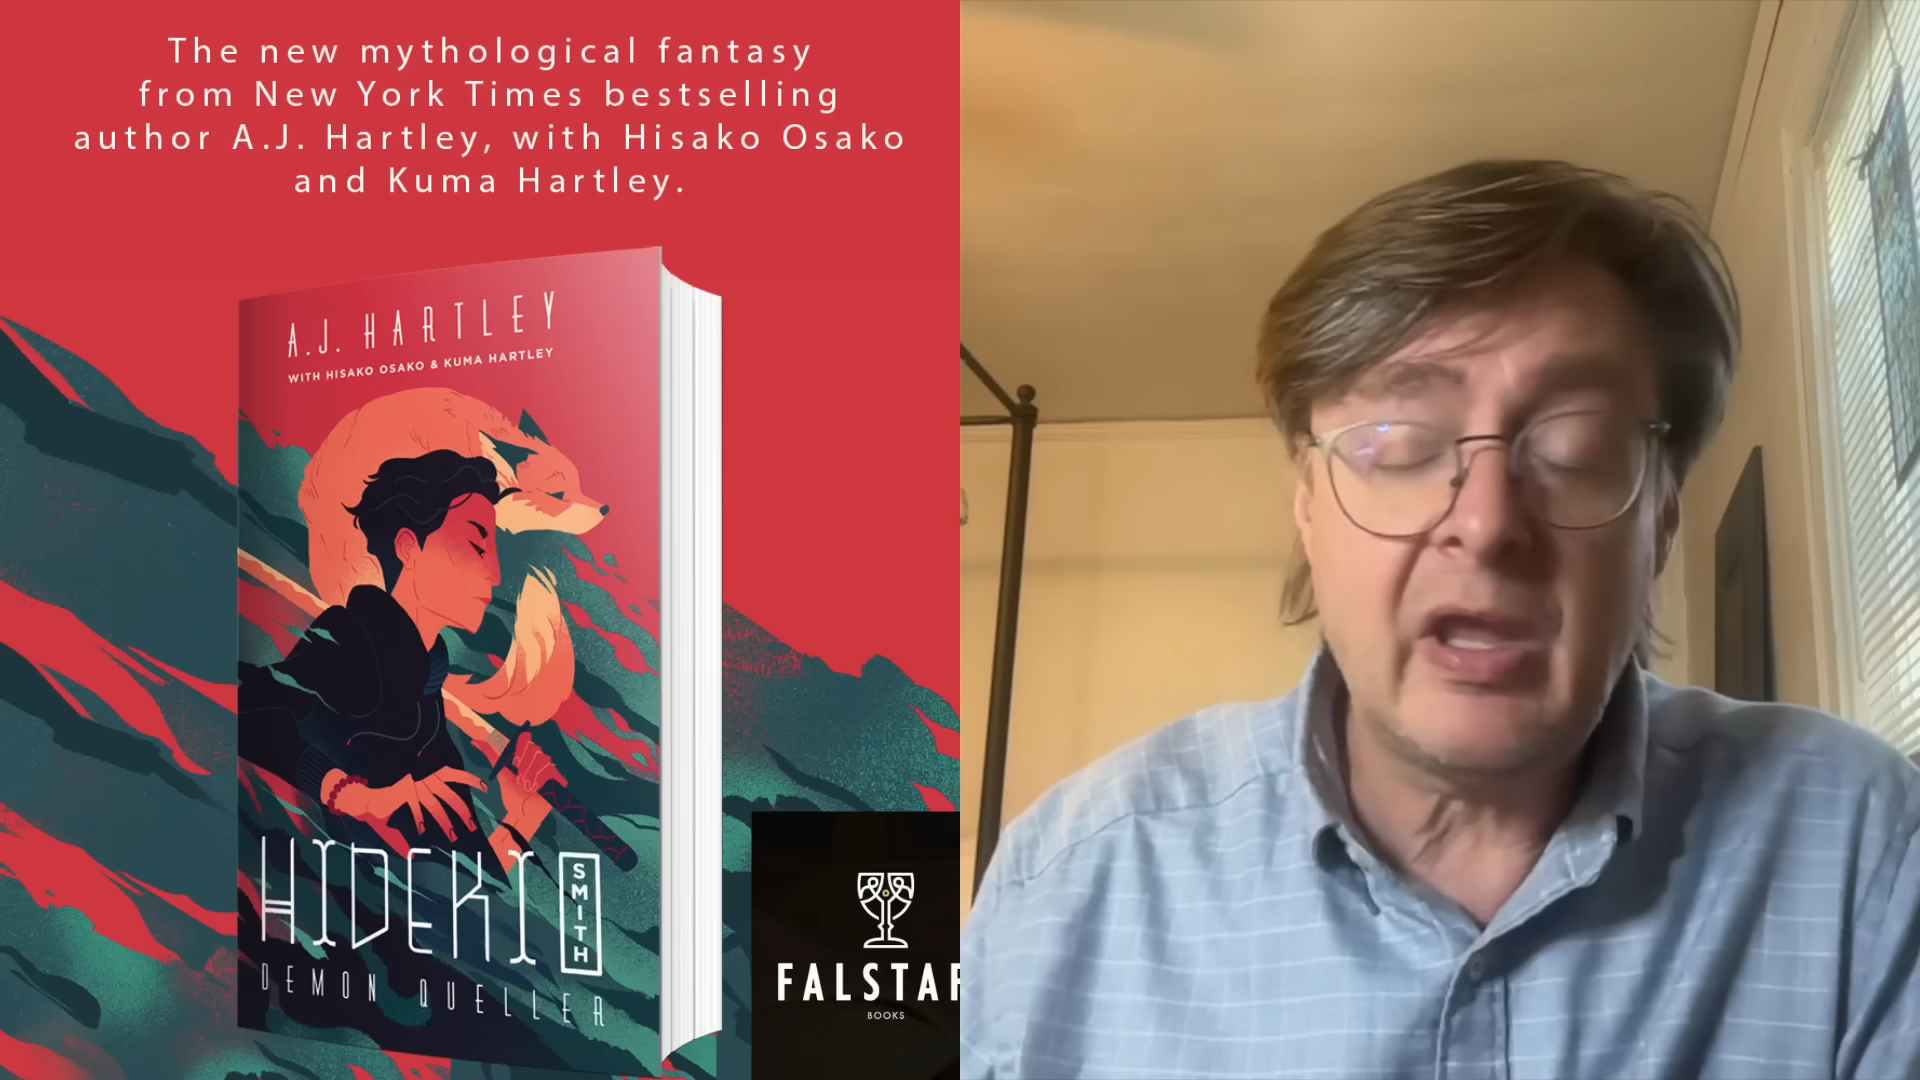 The new mythological fantasy
from New York Times bestselling
author A.J. Hartley, with Hisako Osako
and Kuma Hartley.
A.J. HARTLEY
WITH HISAKO OSAKO & KUMA HARTLEY
HIDEKI SMITH
DEMON QUELLER
FALSTAF
BOOKS